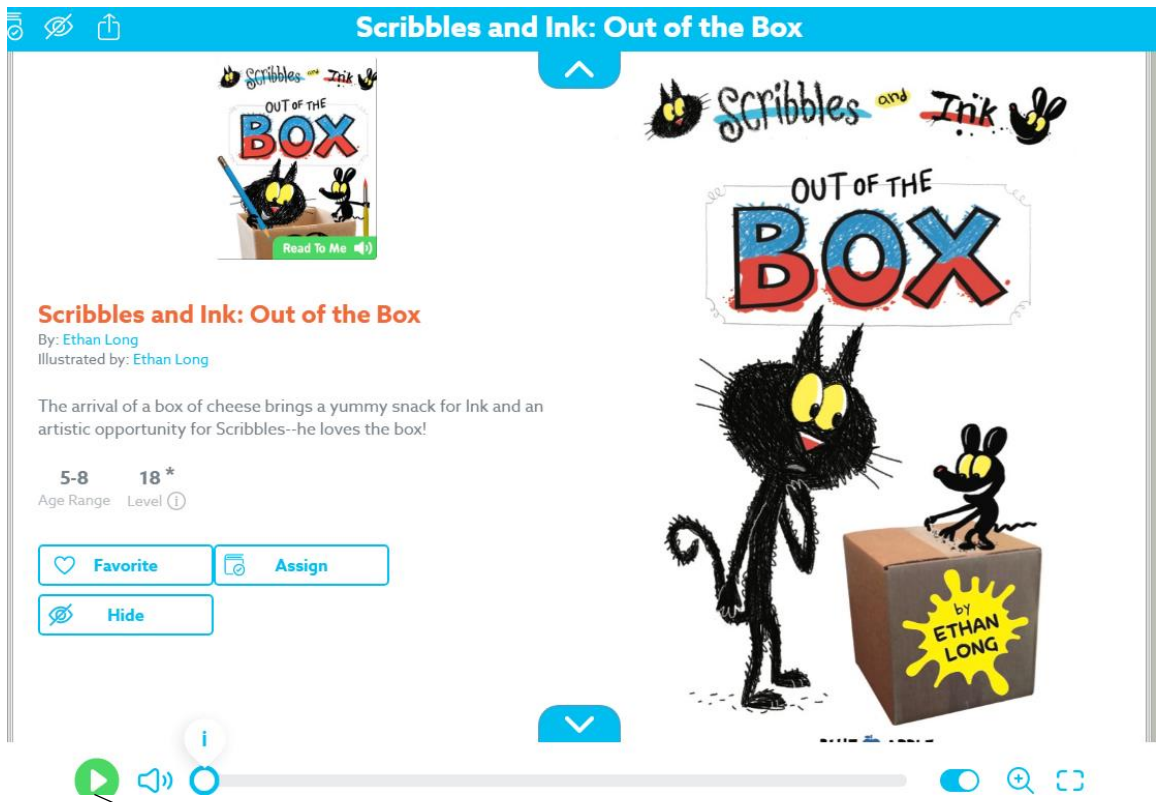 Scribbles and Ink: Out of the Box
Scribbles and Ink
OUT OF THE
BOX
Read To Me
Scribbles and Ink: Out of the Box
By: Ethan Long
Illustrated by: Ethan Long
The arrival of a box of cheese brings a yummy snack for Ink and an
artistic opportunity for Scribbles--he loves the box!
5-8 18 *
Age Range Level i
Favorite Assign
Hide
Scribbles and Ink
OUT OF THE
BOX
by
ETHAN
LONG
i